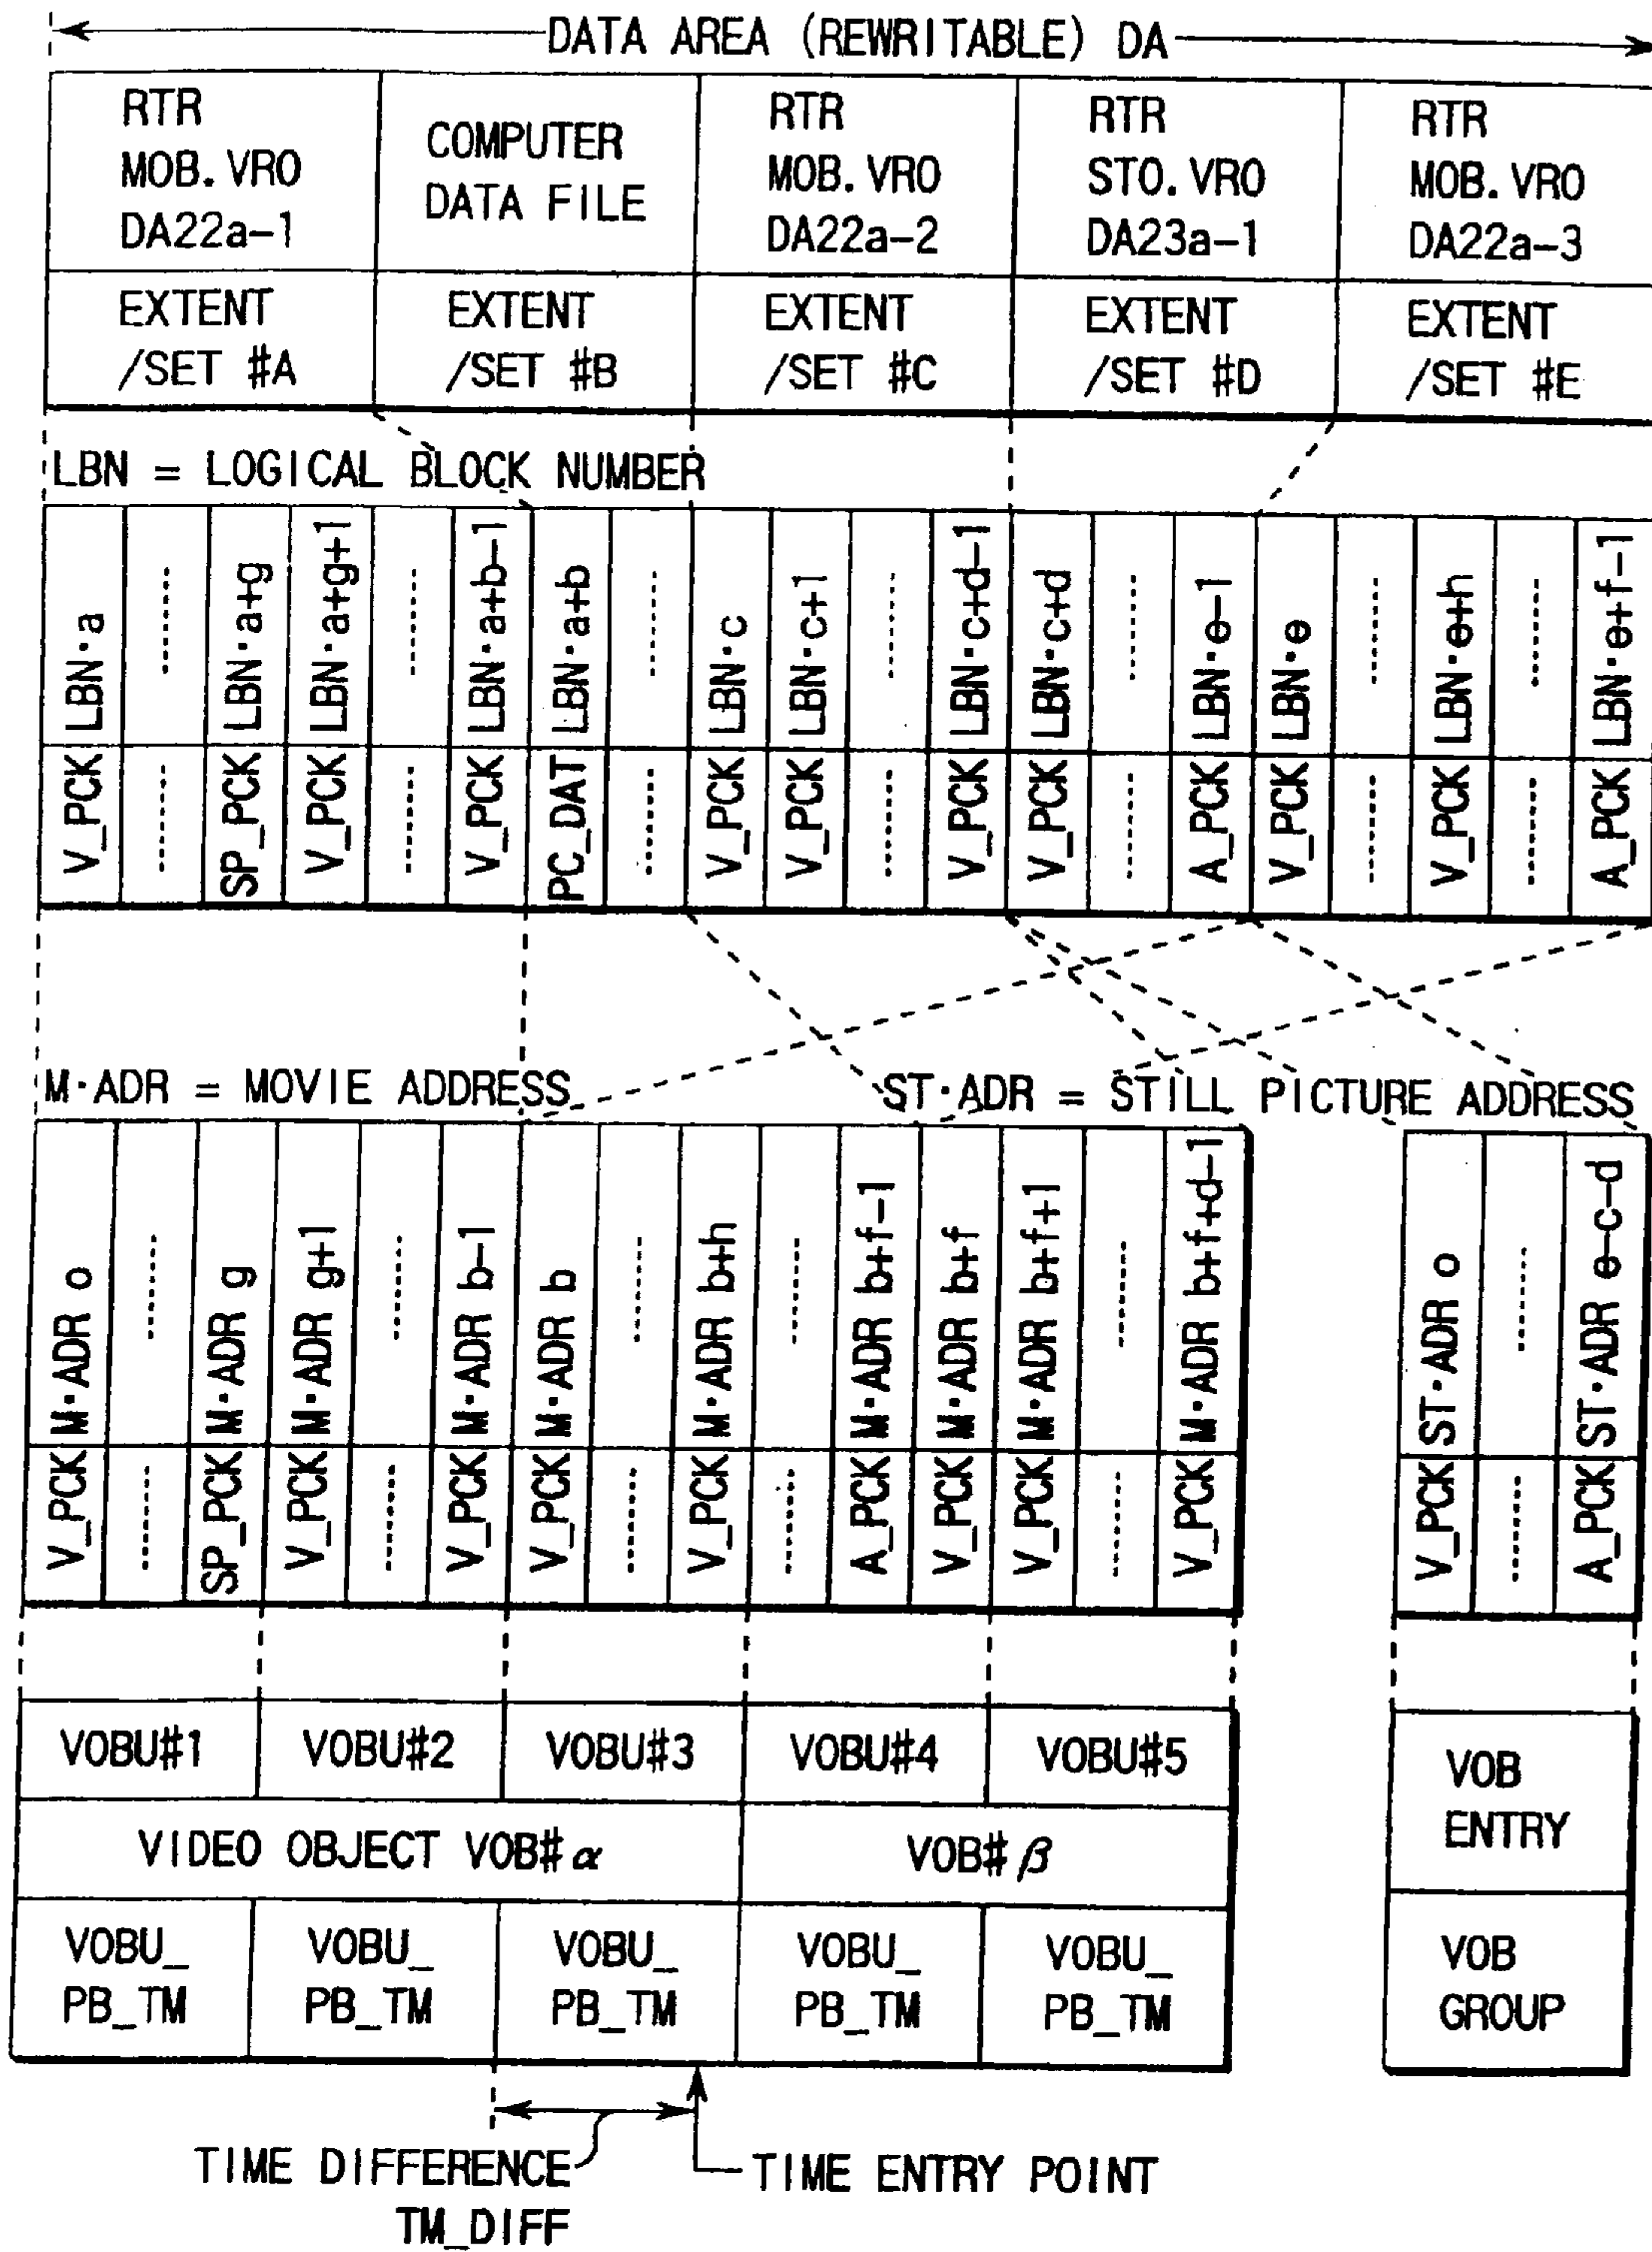 DATA AREA (REWRITABLE) DA
RTR MOB.VRO DA22a-1
COMPUTER DATA FILE
RTR MOB.VRO DA22a-2
RTR STO.VRO DA23a-1
RTR MOB.VRO DA22a-3
EXTENT /SET #A
EXTENT /SET #B
EXTENT /SET #C
EXTENT /SET #D
EXTENT /SET #E
LBN = LOGICAL BLOCK NUMBER
V_PCK LBN·a
SP_PCK LBN·a+g
V_PCK LBN·a+g+1
V_PCK LBN·a+b-1
PC_DAT LBN·a+b
V_PCK LBN·c
V_PCK LBN·c+1
V_PCK LBN·c+d-1
V_PCK LBN·c+d
A_PCK LBN·e-1
V_PCK LBN·e
V_PCK LBN·e+h
A_PCK LBN·e+f-1
M·ADR = MOVIE ADDRESS
ST·ADR = STILL PICTURE ADDRESS
V_PCK M·ADR o
SP_PCK M·ADR g
V_PCK M·ADR g+1
V_PCK M·ADR b-1
V_PCK M·ADR b
V_PCK M·ADR b+h
A_PCK M·ADR b+f-1
V_PCK M·ADR b+f
V_PCK M·ADR b+f+1
V_PCK M·ADR b+f+d-1
V_PCK ST·ADR o
A_PCK ST·ADR e-c-d
VOBU#1
VOBU#2
VOBU#3
VOBU#4
VOBU#5
VOB ENTRY
VIDEO OBJECT VOB#α
VOB#β
VOBU_ PB_TM
VOBU_ PB_TM
VOBU_ PB_TM
VOBU_ PB_TM
VOBU_ PB_TM
VOB GROUP
TIME DIFFERENCE
TM_DIFF
TIME ENTRY POINT